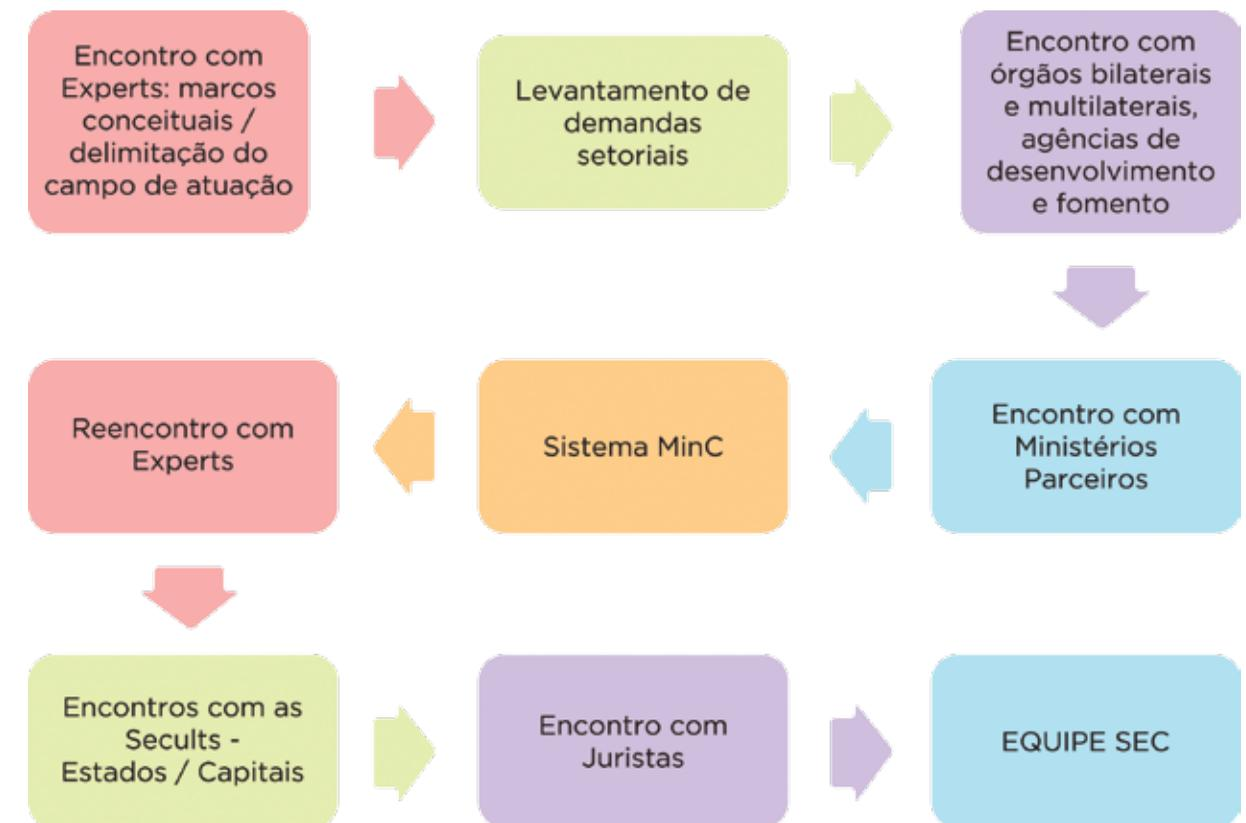 Encontro com
Experts: marcos
conceituais /
delimitação do
campo de atuação
Levantamento de
demandas
setoriais
Encontro com
órgãos bilaterais
e multilaterais,
agências de
desenvolvimento
e fomento
Encontro com
Ministérios
Parceiros
Sistema MinC
Reencontro com
Experts
Encontros com as
Secults -
Estados / Capitais
Encontro com
Juristas
EQUIPE SEC